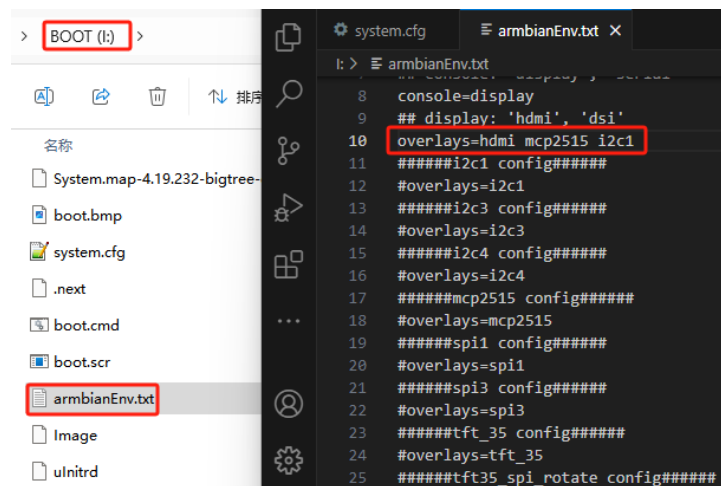 > BOOT (I:) >
排序
名称
System.map-4.19.232-bigtree-
boot.bmp
system.cfg
.next
boot.cmd
boot.scr
armbianEnv.txt
Image
uInitrd
system.cfg
armbianEnv.txt ×
I: > armbianEnv.txt
8 console=display
9 ## display: 'hdmi', 'dsi'
10 overlays=hdmi mcp2515 i2c1
11 ######i2c1 config######
12 #overlays=i2c1
13 ######i2c3 config######
14 #overlays=i2c3
15 ######i2c4 config######
16 #overlays=i2c4
17 ######mcp2515 config######
18 #overlays=mcp2515
19 ######spi1 config######
20 #overlays=spi1
21 ######spi3 config######
22 #overlays=spi3
23 ######tft_35 config######
24 #overlays=tft_35
25 ######tft35_spi_rotate config######